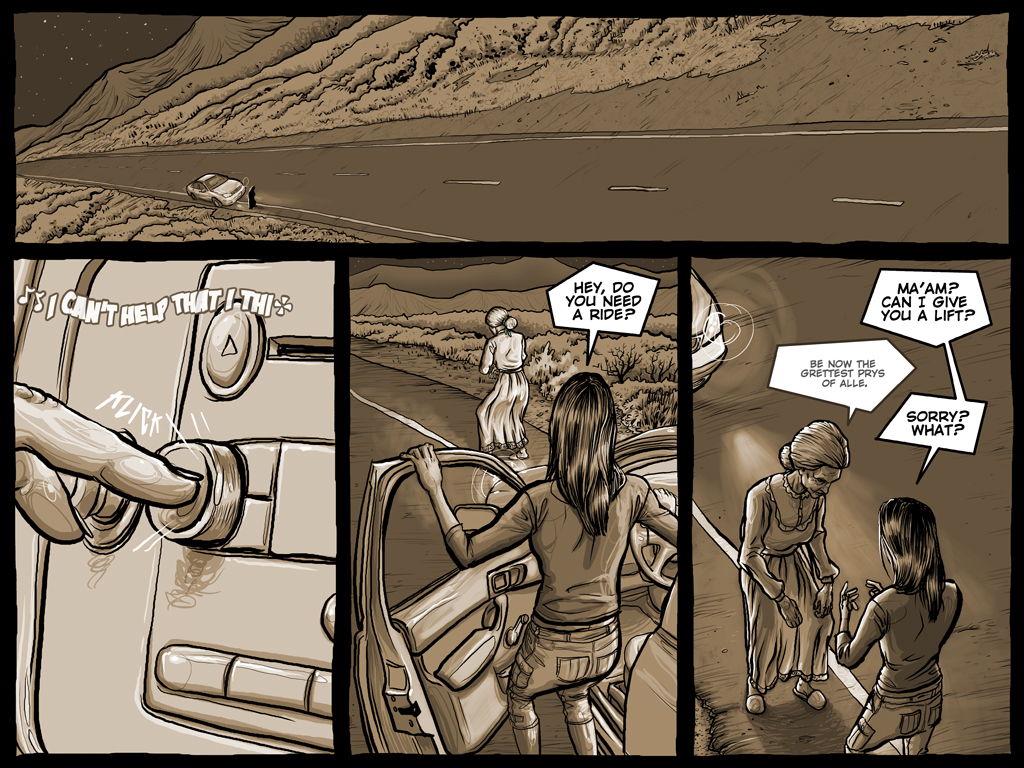 I CAN'T HELP THAT I THI
KLICK
HEY, DO
YOU NEED
A RIDE?
MA'AM?
CAN I GIVE
YOU A LIFT?
BE NOW THE
GRETTEST PRYS
OF ALLE.
SORRY?
WHAT?